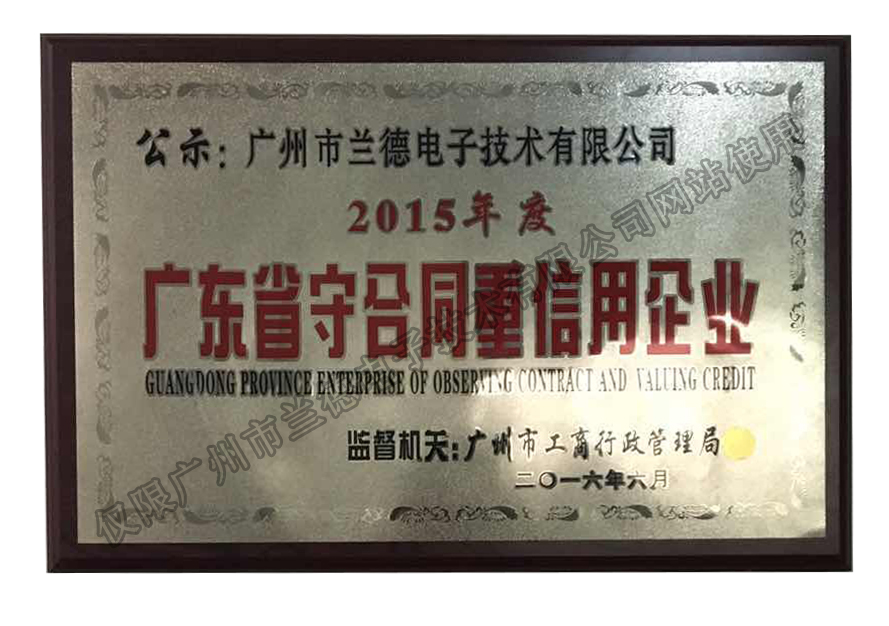 公示：广州市兰德电子技术有限公司
2015年度
广东省守合同重信用企业
GUANGDONG PROVINCE ENTERPRISE OF OBSERVING CONTRACT AND VALUING CREDIT
监督机关：广州市工商行政管理局
二〇一六年六月
仅限广州市兰德电子技术有限公司网站使用